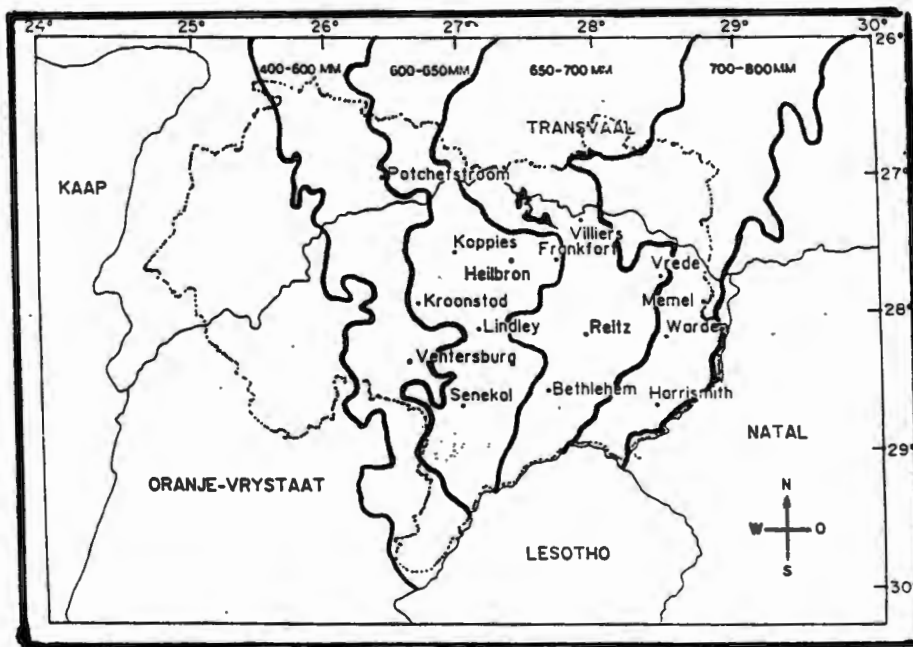 24° 25° 26° 27° 28° 29° 30°
26°
400-600 MM 600-650MM 650-700 MM 700-800MM
TRANSVAAL
Potchefstroom
27°
KAAP
Villiers
Koppies Frankfort
Heilbron Vrede
Memel
Kroonstad
28°
Lindley Reitz Warden
Ventersburg
Senekal Bethlehem Harrismith
NATAL
29°
ORANJE-VRYSTAAT
N
W O
S
LESOTHO
30°